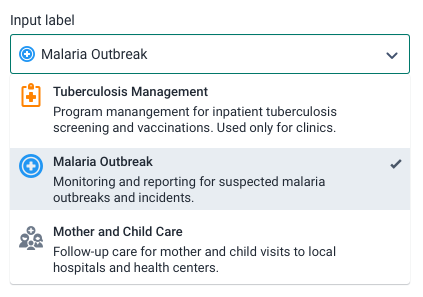 Input label
Malaria Outbreak
Tuberculosis Management
Program manangement for inpatient tuberculosis
screening and vaccinations. Used only for clinics.
Malaria Outbreak
Monitoring and reporting for suspected malaria
outbreaks and incidents.
Mother and Child Care
Follow-up care for mother and child visits to local
hospitals and health centers.